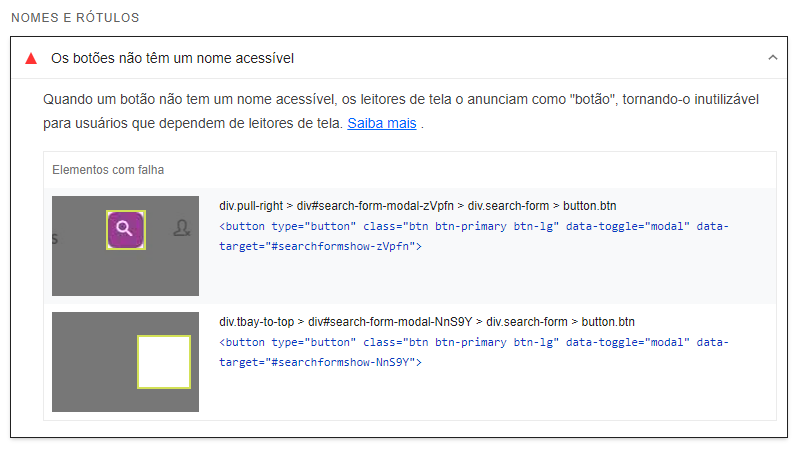 NOMES E RÓTULOS
Os botões não têm um nome acessível
Quando um botão não tem um nome acessível, os leitores de tela o anunciam como "botão", tornando-o inutilizável
para usuários que dependem de leitores de tela. Saiba mais .
Elementos com falha
div.pull-right > div#search-form-modal-zVpfn > div.search-form > button.btn
<button type="button" class="btn btn-primary btn-lg" data-toggle="modal" data-
target="#searchformshow-zVpfn">
s
div.tbay-to-top > div#search-form-modal-NnS9Y > div.search-form > button.btn
<button type="button" class="btn btn-primary btn-lg" data-toggle="modal" data-
target="#searchformshow-NnS9Y">